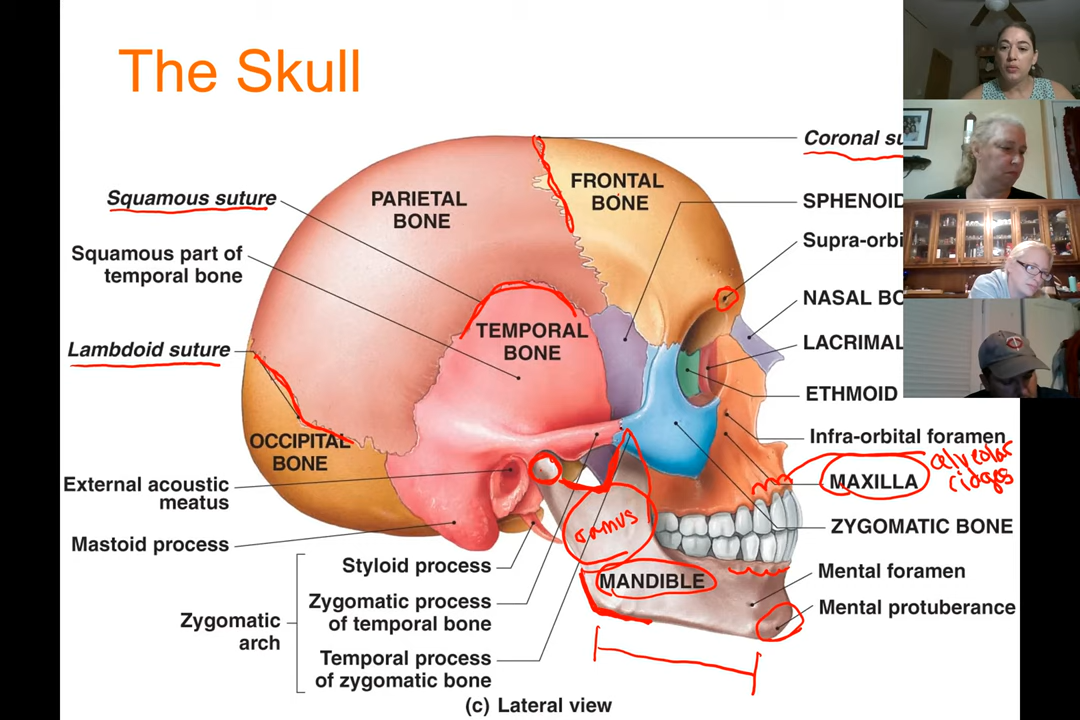 The Skull
Coronal su
Squamous suture
PARIETAL
BONE
FRONTAL
BONE
SPHENOID
Squamous part of
temporal bone
Supra-orbi
TEMPORAL
BONE
NASAL BO
Lambdoid suture
LACRIMAL
ETHMOID
OCCIPITAL
BONE
Infra-orbital foramen
alveolar
ridges
External acoustic
meatus
MAXILLA
ramus
ZYGOMATIC BONE
Mastoid process
Styloid process
MANDIBLE
Mental foramen
Zygomatic process
of temporal bone
Mental protuberance
Zygomatic
arch
Temporal process
of zygomatic bone
(c) Lateral view